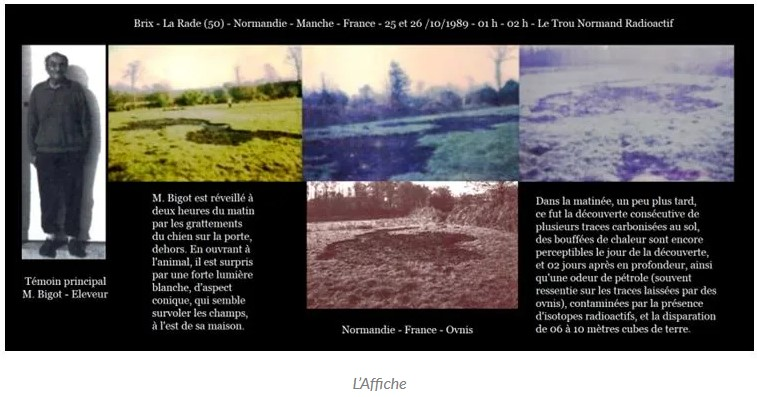 Brix - La Rade (50) - Normandie - Manche - France - 25 et 26 /10/1989 - 01 h - 02 h - Le Trou Normand Radioactif
Témoin principal
M. Bigot - Eleveur
M. Bigot est réveillé à
deux heures du matin
par les grattements
du chien sur la porte,
dehors. En ouvrant à
l'animal, il est surpris
par une forte lumière
blanche, d'aspect
conique, qui semble
survoler les champs,
à l'est de sa maison.
Normandie - France - Ovnis
Dans la matinée, un peu plus tard,
ce fut la découverte consécutive de
plusieurs traces carbonisées au sol,
des bouffées de chaleur sont encore
perceptibles le jour de la découverte,
et 02 jours après en profondeur, ainsi
qu'une odeur de pétrole (souvent
ressentie sur les traces laissées par des
ovnis), contaminées par la présence
d'isotopes radioactifs, et la disparation
de 06 à 10 mètres cubes de terre.
L'Affiche